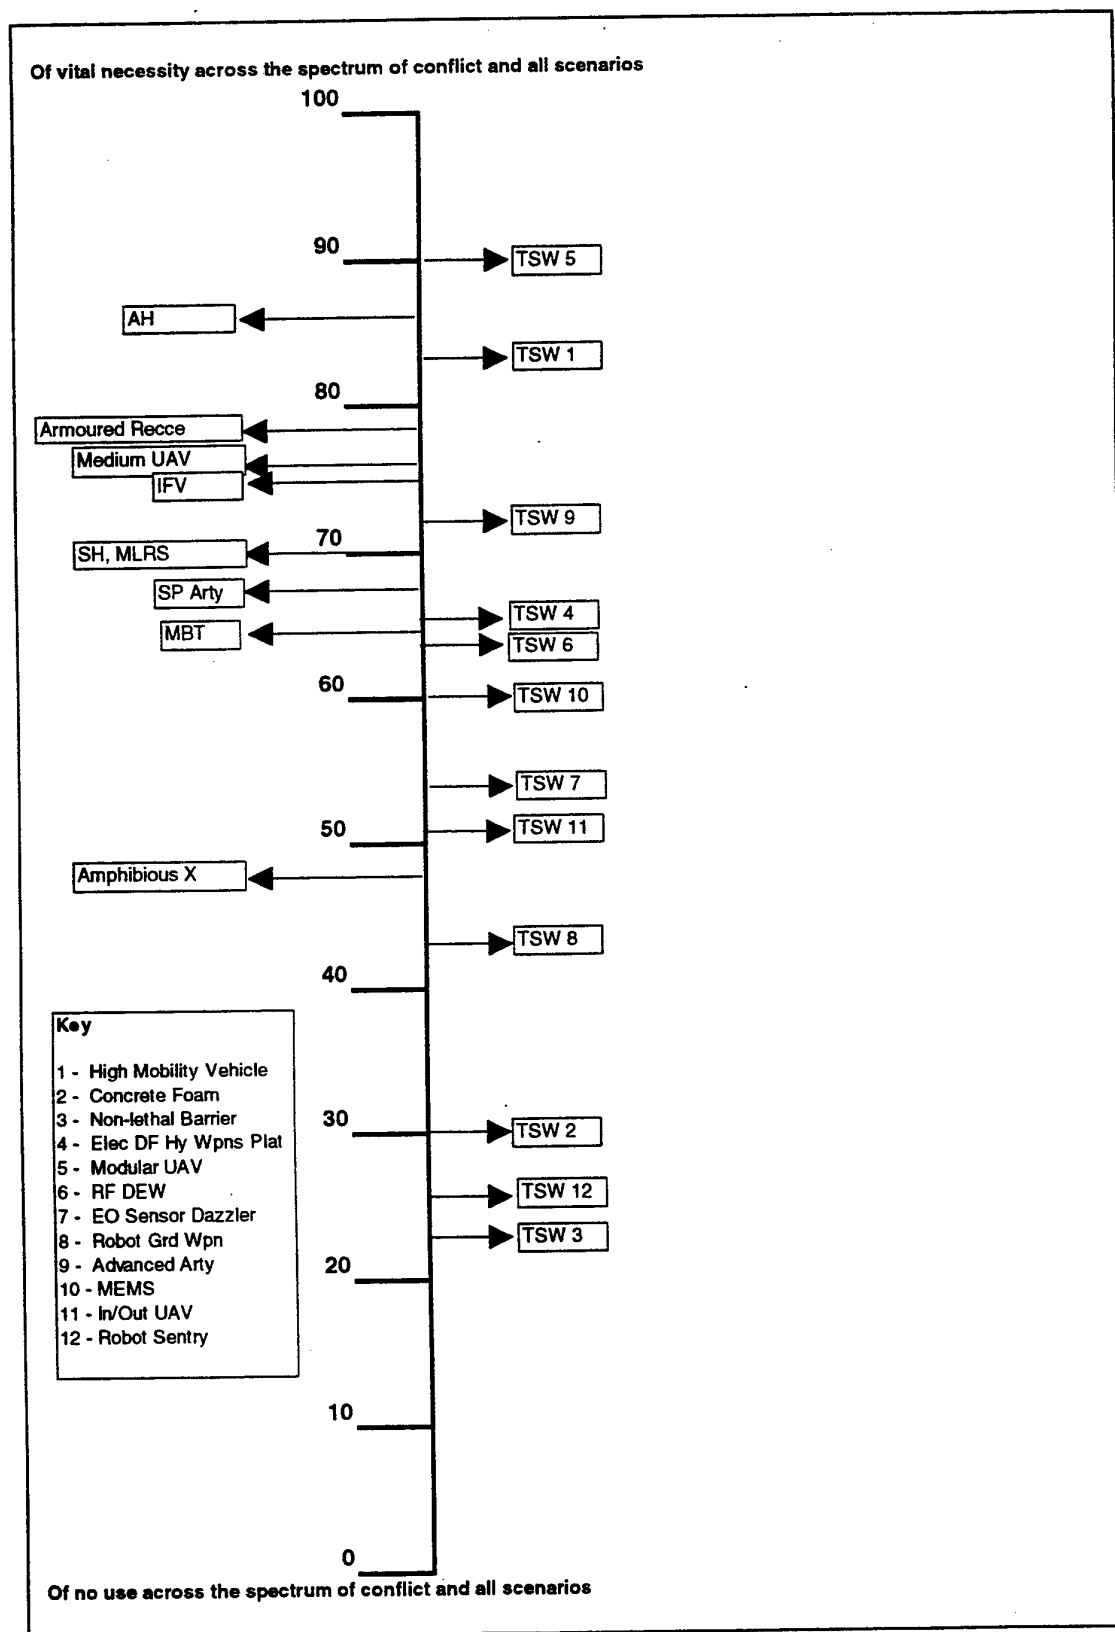 Of vital necessity across the spectrum of conflict and all scenarios
100
90
TSW 5
AH
TSW 1
80
Armoured Recce
Medium UAV
IFV
TSW 9
70
SH, MLRS
SP Arty
TSW 4
MBT
TSW 6
60
TSW 10
TSW 7
50
TSW 11
Amphibious X
TSW 8
40
Key
1 - High Mobility Vehicle
2 - Concrete Foam
3 - Non-lethal Barrier
4 - Elec DF Hy Wpns Plat
5 - Modular UAV
6 - RF DEW
7 - EO Sensor Dazzler
8 - Robot Grd Wpn
9 - Advanced Arty
10 - MEMS
11 - In/Out UAV
12 - Robot Sentry
30
TSW 2
TSW 12
TSW 3
20
10
0
Of no use across the spectrum of conflict and all scenarios